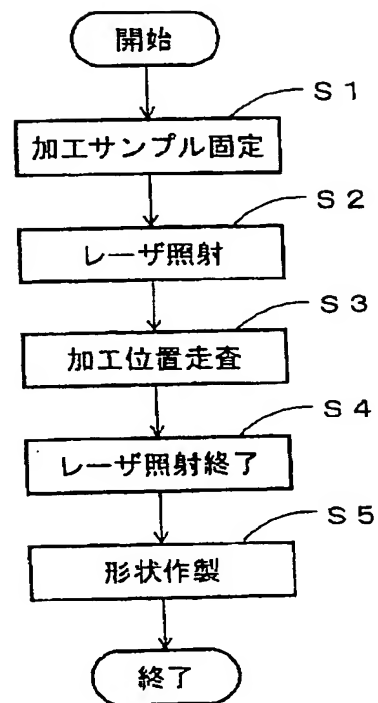 開始
S1
加工サンプル固定
S2
レーザ照射
S3
加工位置走査
S4
レーザ照射終了
S5
形状作製
終了